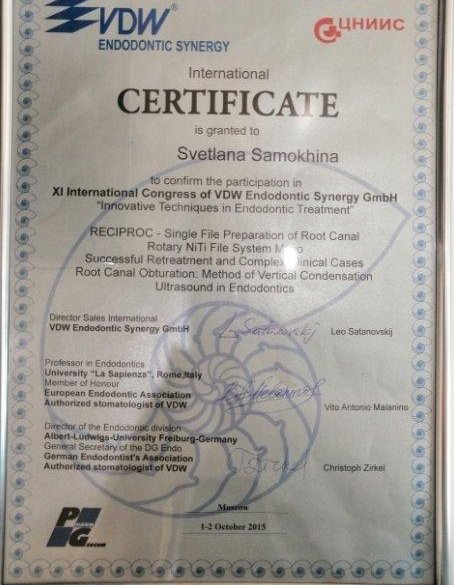 VDW®
ENDODONTIC SYNERGY
ЦНИИС
International
CERTIFICATE
is granted to
Svetlana Samokhina
to confirm the participation in
XI International Congress of VDW Endodontic Synergy GmbH
"Innovative Techniques in Endodontic Treatment"
RECIPROC - Single File Preparation of Root Canal
Rotary NiTi File System
Successful Retreatment and Complex Clinical Cases
Root Canal Obturation: Method of Vertical Condensation
Ultrasound in Endodontics
Director Sales International
VDW Endodontic Synergy GmbH
Leo Satanovskij
Professor in Endodontics
University "La Sapienza", Rome,Italy
Member of Honour
European Endodontic Association
Authorized stomatologist of VDW
Vito Antonio Malanino
Director of the Endodontic division
Albert-Ludwigs-University Freiburg-Germany
General Secretary of the DG Endo
German Endodontist's Association
Authorized stomatologist of VDW
Christoph Zirkel
Moscow
1-2 October 2015